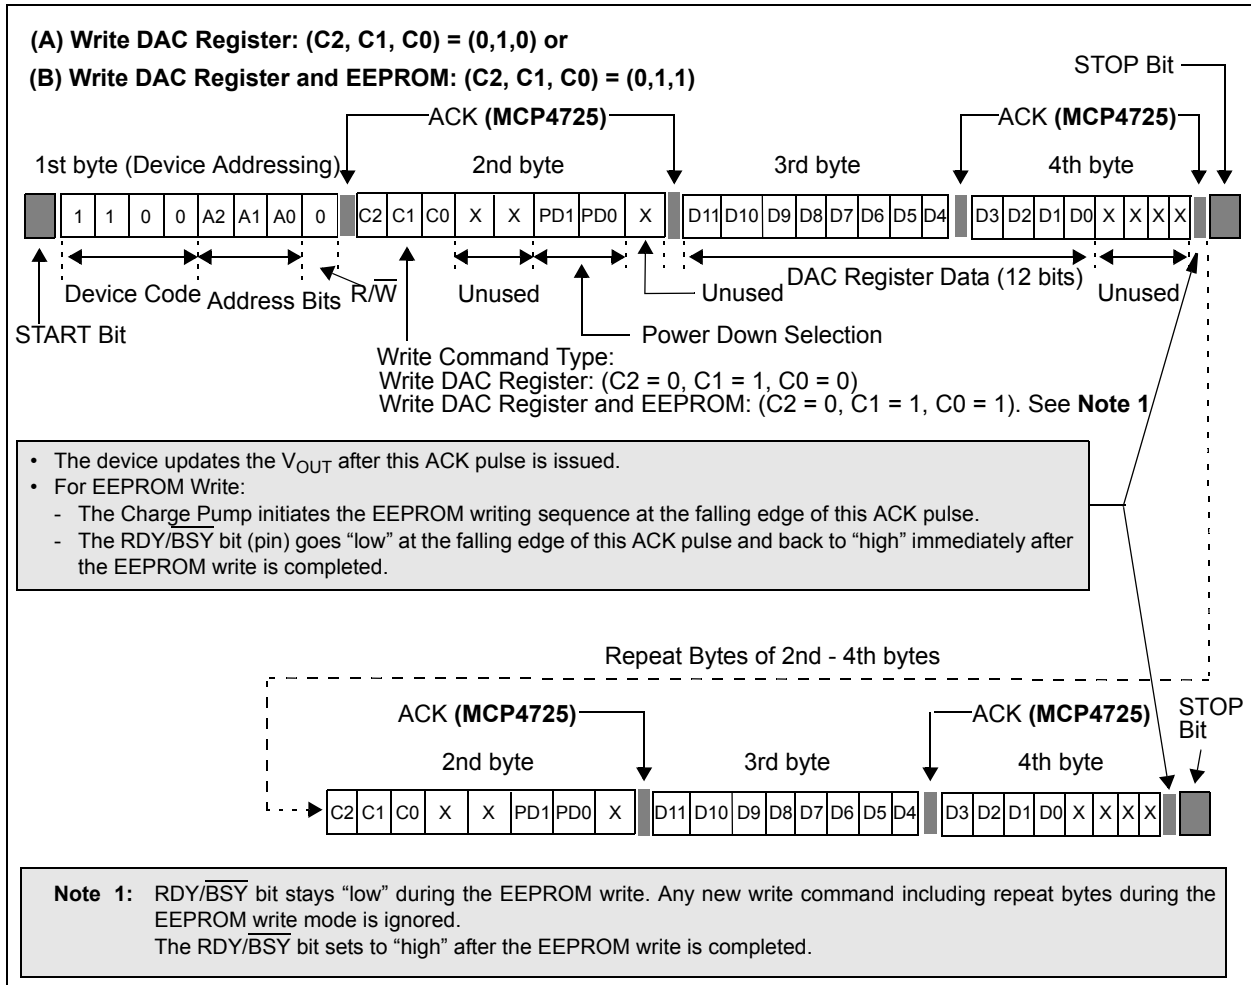 (A) Write DAC Register: (C2, C1, C0) = (0,1,0) or
(B) Write DAC Register and EEPROM: (C2, C1, C0) = (0,1,1)
STOP Bit
ACK (MCP4725)
ACK (MCP4725)
1st byte (Device Addressing)
2nd byte
3rd byte
4th byte
1 1 0 0 A2 A1 A0 0
C2 C1 C0 X X PD1 PD0 X
D11 D10 D9 D8 D7 D6 D5 D4
D3 D2 D1 D0 X X X X
Device Code
Address Bits
R/W̅
Unused
Unused
DAC Register Data (12 bits)
Unused
START Bit
Power Down Selection
Write Command Type:
Write DAC Register: (C2 = 0, C1 = 1, C0 = 0)
Write DAC Register and EEPROM: (C2 = 0, C1 = 1, C0 = 1). See Note 1
• The device updates the VOUT after this ACK pulse is issued.
• For EEPROM Write:
- The Charge Pump initiates the EEPROM writing sequence at the falling edge of this ACK pulse.
- The RDY/B̅S̅Y̅ bit (pin) goes “low” at the falling edge of this ACK pulse and back to “high” immediately after
the EEPROM write is completed.
Repeat Bytes of 2nd - 4th bytes
ACK (MCP4725)
ACK (MCP4725)
STOP
Bit
2nd byte
3rd byte
4th byte
C2 C1 C0 X X PD1 PD0 X
D11 D10 D9 D8 D7 D6 D5 D4
D3 D2 D1 D0 X X X X
Note 1: RDY/B̅S̅Y̅ bit stays “low” during the EEPROM write. Any new write command including repeat bytes during the
EEPROM write mode is ignored.
The RDY/B̅S̅Y̅ bit sets to “high” after the EEPROM write is completed.